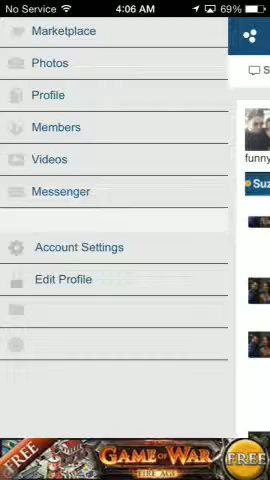 No Service 4:06 AM 69%
Marketplace
Photos
Profile
Members
Videos
Messenger
Account Settings
Edit Profile
S
funny
Suz
FREE GAME OF WAR FREE
FIRE AGE